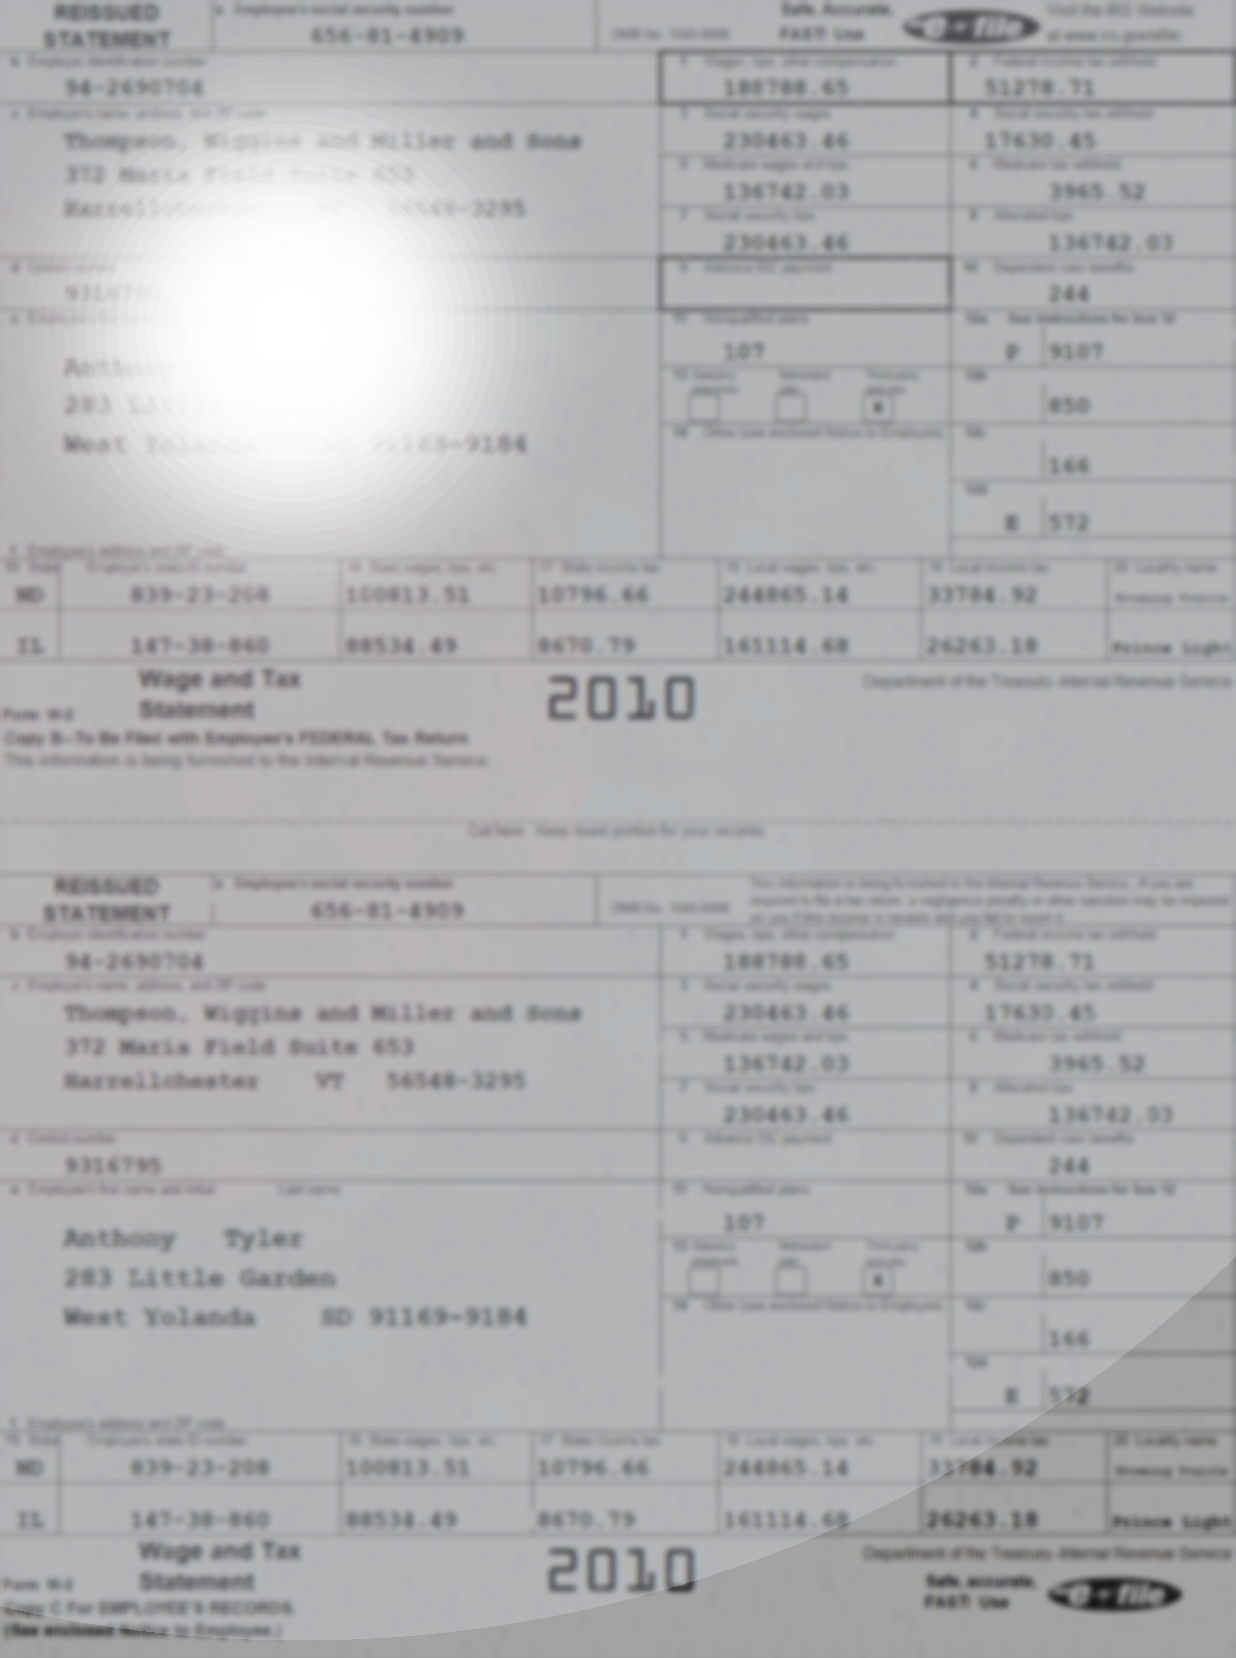 REISSUED STATEMENT
a Employee's social security number
656-81-4909
OMB No. 1545-0008
Safe, Accurate, FAST! Use
e-file
Visit the IRS Website at www.irs.gov/efile.
b Employer identification number
94-2690704
1 Wages, tips, other compensation
188788.65
2 Federal income tax withheld
51278.71
c Employer's name, address, and ZIP code
Thompson, Wiggins and Miller and Sons
372 Maria Field Suite 653
56548-3295
3 Social security wages
230463.46
4 Social security tax withheld
17630.45
5 Medicare wages and tips
136742.03
6 Medicare tax withheld
3965.52
7 Social security tips
230463.46
8 Allocated tips
136742.03
d Control number
9 Advance EIC payment
10 Dependent care benefits
244
11 Nonqualified plans
107
12a See instructions for box 12
P 9107
Anthony
283
West 91169-9184
13 Statutory employee
Retirement plan
Third-party sick pay
X
12b
850
14 Other (see enclosed Notice to Employee)
12c
166
12d
E 572
f Employee's address and ZIP code
15 State Employer's state ID number 16 State wages, tips, etc. 17 State income tax 18 Local wages, tips, etc. 19 Local income tax 20 Locality name
ND 839-23-208 100813.51 10796.66 244865.14 33784.92
IL 147-38-860 88534.49 8670.79 161114.68 26263.18 Prince Light
Form W-2 Wage and Tax Statement 2010 Department of the Treasury-Internal Revenue Service
Copy B--To Be Filed with Employee's FEDERAL Tax Return
This information is being furnished to the Internal Revenue Service.
Cut here. Keep lower portion for your records.
REISSUED STATEMENT
a Employee's social security number
656-81-4909
OMB No. 1545-0008
This information is being furnished to the Internal Revenue Service. If you are
required to file a tax return, a negligence penalty or other sanction may be imposed
on you if this income is taxable and you fail to report it.
b Employer identification number
94-2690704
1 Wages, tips, other compensation
188788.65
2 Federal income tax withheld
51278.71
c Employer's name, address, and ZIP code
Thompson, Wiggins and Miller and Sons
372 Maria Field Suite 653
Harrellchester VT 56548-3295
3 Social security wages
230463.46
4 Social security tax withheld
17630.45
5 Medicare wages and tips
136742.03
6 Medicare tax withheld
3965.52
7 Social security tips
230463.46
8 Allocated tips
136742.03
d Control number
9316795
9 Advance EIC payment
10 Dependent care benefits
244
e Employee's first name and initial Last name
Anthony Tyler
283 Little Garden
West Yolanda SD 91169-9184
11 Nonqualified plans
107
12a See instructions for box 12
P 9107
13 Statutory employee
Retirement plan
Third-party sick pay
X
12b
850
14 Other (see enclosed Notice to Employee)
12c
166
12d
E 572
f Employee's address and ZIP code
15 State Employer's state ID number 16 State wages, tips, etc. 17 State income tax 18 Local wages, tips, etc. 19 Local income tax 20 Locality name
ND 839-23-208 100813.51 10796.66 244865.14 33784.92
IL 147-38-860 88534.49 8670.79 161114.68 26263.18 Prince Light
Form W-2 Wage and Tax Statement 2010 Department of the Treasury-Internal Revenue Service
Safe, accurate, FAST! Use
e-file
Copy C For EMPLOYEE'S RECORDS.
(See enclosed Notice to Employee.)